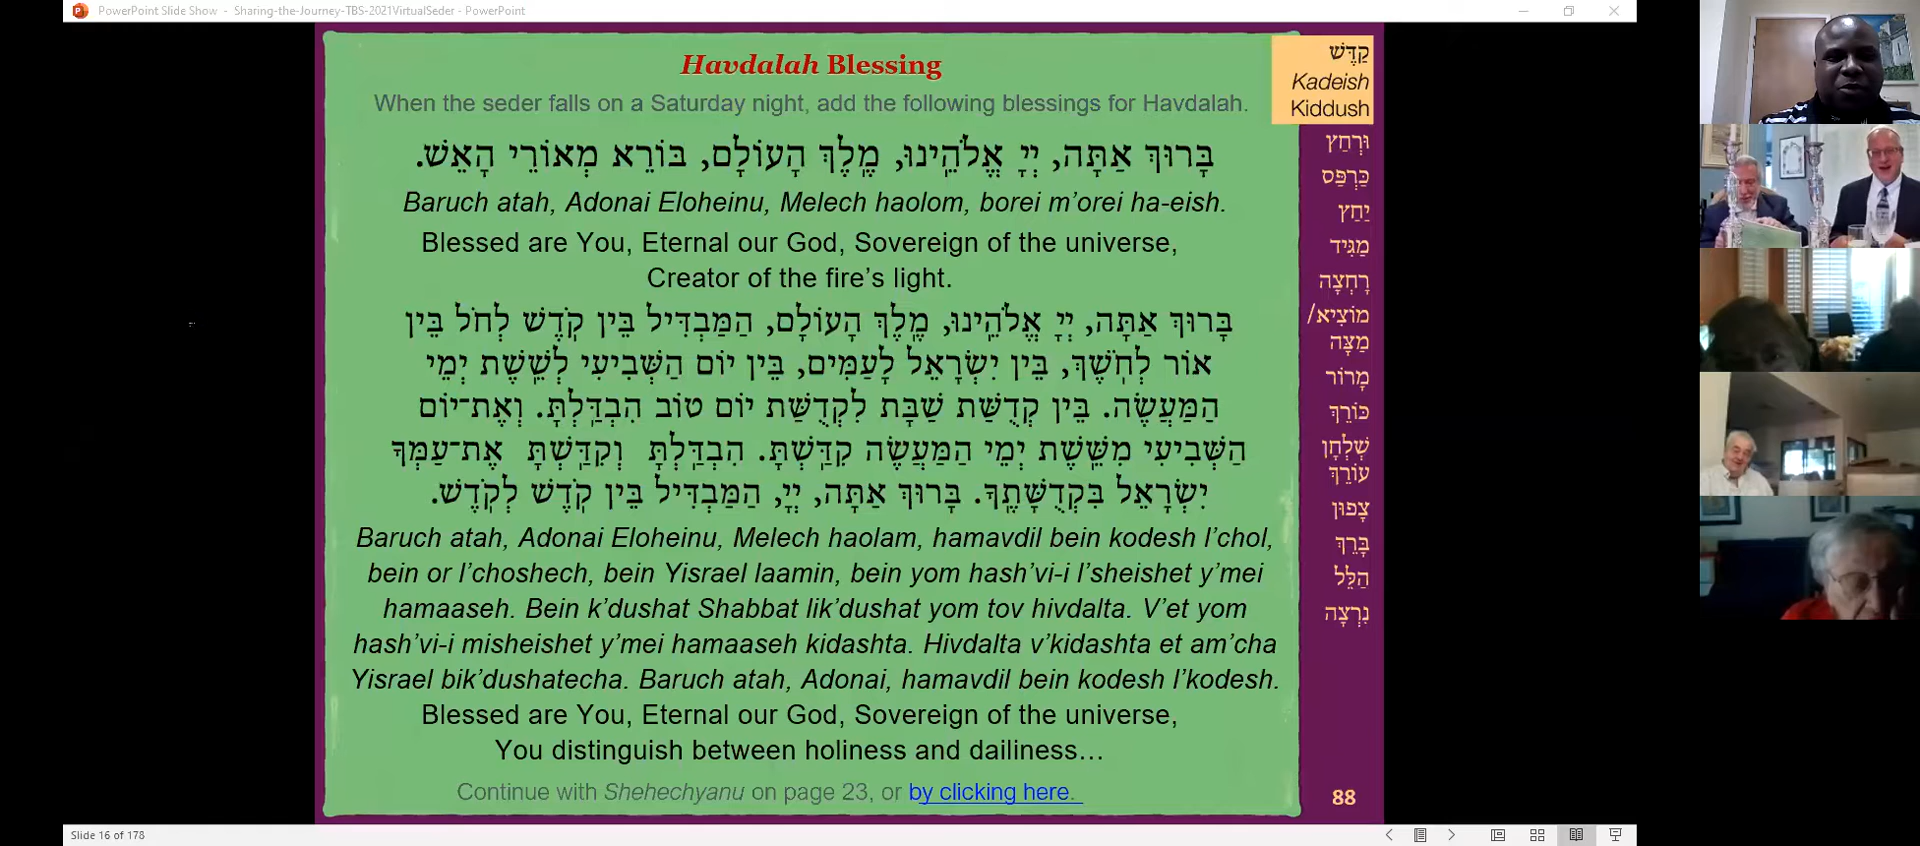 PowerPoint Slide Show - Sharing-the-Journey-TBS-2021VirtualSeder - PowerPoint
Havdalah Blessing
When the seder falls on a Saturday night, add the following blessings for Havdalah.
בָּרוּךְ אַתָּה, יְיָ אֱלֹהֵינוּ, מֶלֶךְ הָעוֹלָם, בּוֹרֵא מְאוֹרֵי הָאֵשׁ.
Baruch atah, Adonai Eloheinu, Melech haolom, borei m’orei ha-eish.
Blessed are You, Eternal our God, Sovereign of the universe,
Creator of the fire’s light.
בָּרוּךְ אַתָּה, יְיָ אֱלֹהֵינוּ, מֶלֶךְ הָעוֹלָם, הַמַּבְדִּיל בֵּין קֹדֶשׁ לְחֹל בֵּין
אוֹר לְחֹשֶׁךְ, בֵּין יִשְׂרָאֵל לָעַמִּים, בֵּין יוֹם הַשְּׁבִיעִי לְשֵׁשֶׁת יְמֵי
הַמַּעֲשֶׂה. בֵּין קְדֻשַּׁת שַׁבָּת לִקְדֻשַּׁת יוֹם טוֹב הִבְדַּלְתָּ. וְאֶת־יוֹם
הַשְּׁבִיעִי מִשֵּׁשֶׁת יְמֵי הַמַּעֲשֶׂה קִדַּשְׁתָּ. הִבְדַּלְתָּ וְקִדַּשְׁתָּ אֶת־עַמְּךָ
יִשְׂרָאֵל בִּקְדֻשָּׁתֶךָ. בָּרוּךְ אַתָּה, יְיָ, הַמַּבְדִּיל בֵּין קֹדֶשׁ לְקֹדֶשׁ.
Baruch atah, Adonai Eloheinu, Melech haolam, hamavdil bein kodesh l’chol,
bein or l’choshech, bein Yisrael laamin, bein yom hash’vi-i l’sheishet y’mei
hamaaseh. Bein k’dushat Shabbat lik’dushat yom tov hivdalta. V’et yom
hash’vi-i misheishet y’mei hamaaseh kidashta. Hivdalta v’kidashta et am’cha
Yisrael bik’dushatecha. Baruch atah, Adonai, hamavdil bein kodesh l’kodesh.
Blessed are You, Eternal our God, Sovereign of the universe,
You distinguish between holiness and dailiness…
Continue with Shehechyanu on page 23, or by clicking here.
קַדֵּשׁ
Kadeish
Kiddush
וּרְחַץ
כַּרְפַּס
יַחַץ
מַגִּיד
רָחְצָה
מוֹצִיא/
מַצָּה
מָרוֹר
כּוֹרֵךְ
שֻׁלְחָן
עוֹרֵךְ
צָפוּן
בָּרֵךְ
הַלֵּל
נִרְצָה
88
Slide 16 of 178